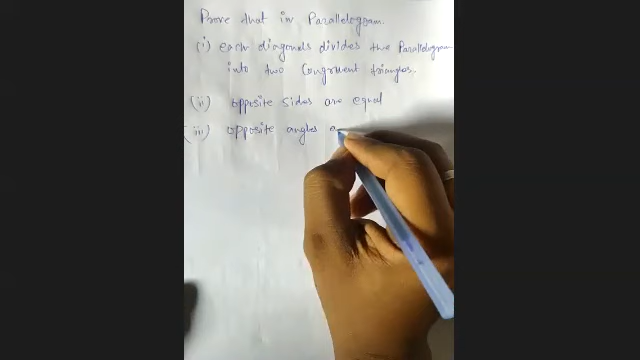 Prove that in Parallelogram.
(i) each diagonals divides the Parallelogram
into two Congruent triangles.
(ii) opposite sides are equal
(iii) opposite angles a